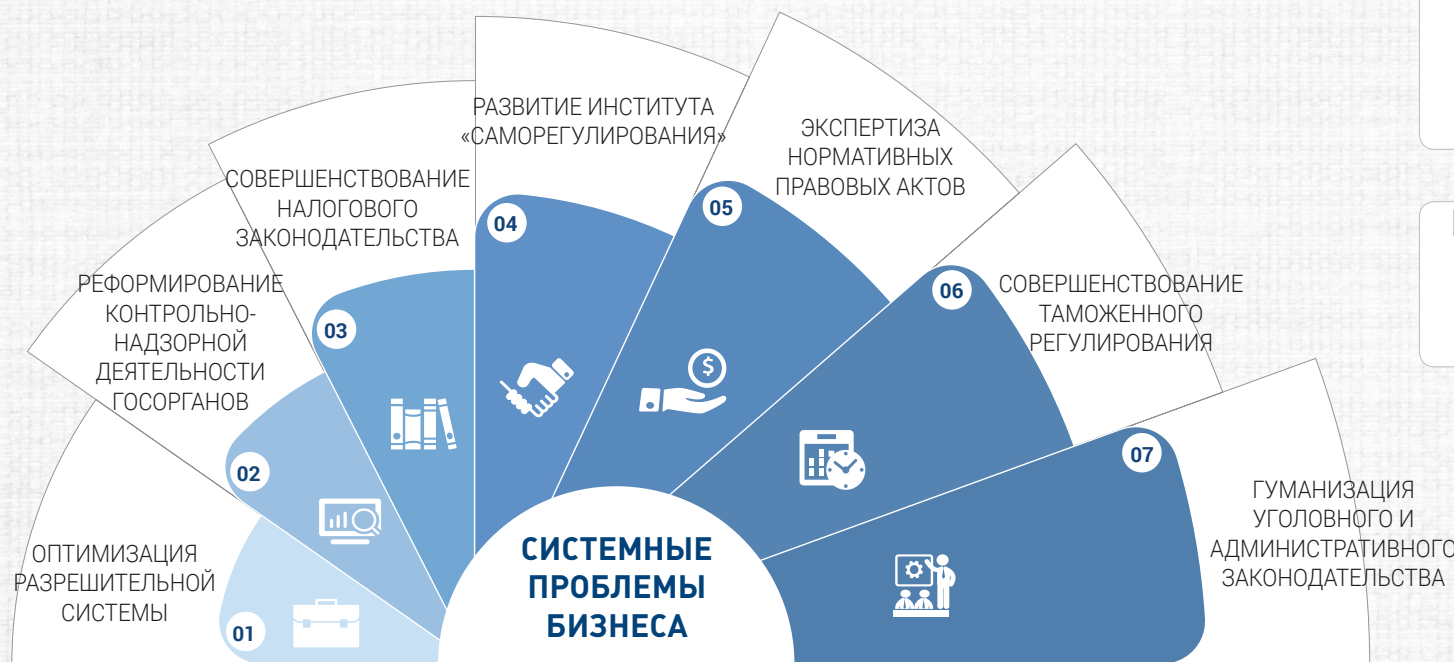 СИСТЕМНЫЕ
ПРОБЛЕМЫ
БИЗНЕСА
01
ОПТИМИЗАЦИЯ
РАЗРЕШИТЕЛЬНОЙ
СИСТЕМЫ
02
РЕФОРМИРОВАНИЕ
КОНТРОЛЬНО-
НАДЗОРНОЙ
ДЕЯТЕЛЬНОСТИ
ГОСОРГАНОВ
03
СОВЕРШЕНСТВОВАНИЕ
НАЛОГОВОГО
ЗАКОНОДАТЕЛЬСТВА
04
РАЗВИТИЕ ИНСТИТУТА
«САМОРЕГУЛИРОВАНИЯ»
05
ЭКСПЕРТИЗА
НОРМАТИВНЫХ
ПРАВОВЫХ АКТОВ
$
06
СОВЕРШЕНСТВОВАНИЕ
ТАМОЖЕННОГО
РЕГУЛИРОВАНИЯ
07
ГУМАНИЗАЦИЯ
УГОЛОВНОГО И
АДМИНИСТРАТИВНОГО
ЗАКОНОДАТЕЛЬСТВА